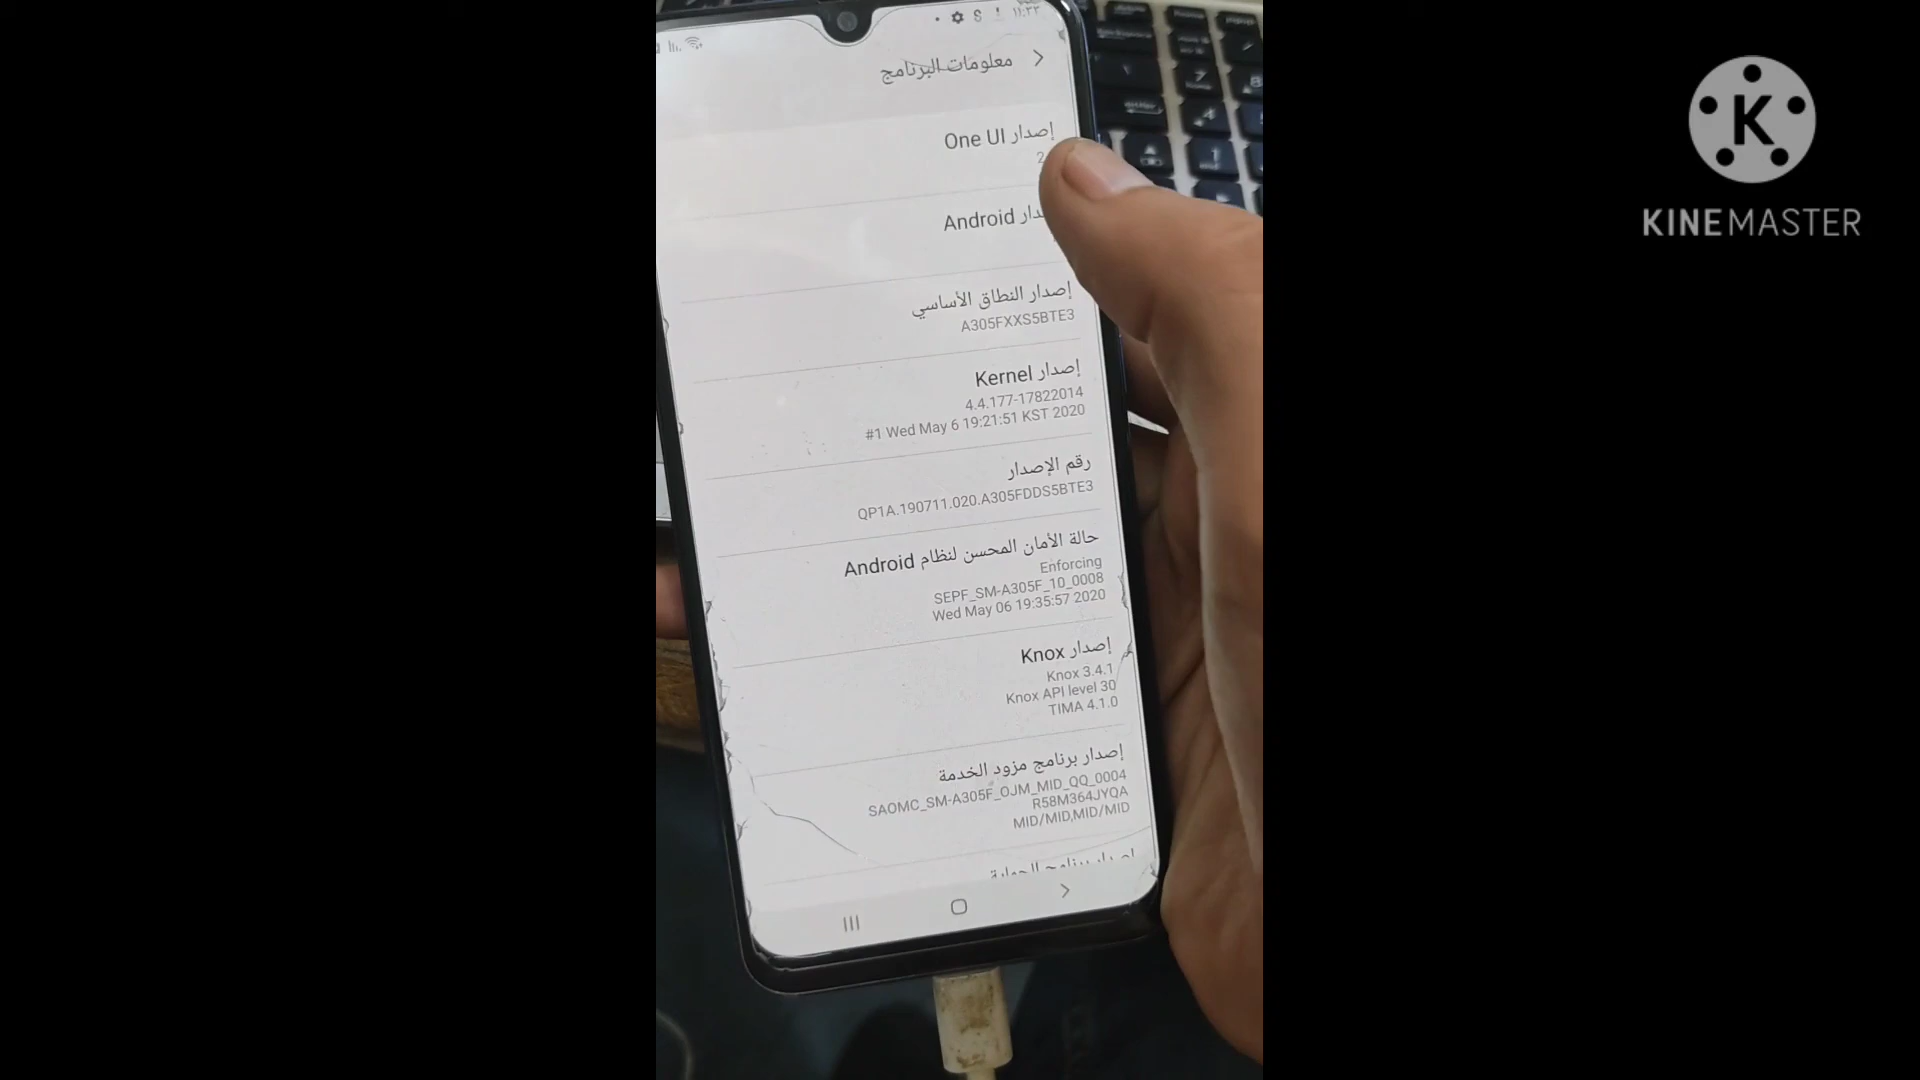 ١١:٣٣
معلومات البرنامج
إصدار One UI
2
Android
إصدار النطاق الأساسي
A305FXXS5BTE3
إصدار Kernel
4.4.177-17822014
#1 Wed May 6 19:21:51 KST 2020
رقم الإصدار
QP1A.190711.020.A305FDDS5BTE3
حالة الأمان المحسن لنظام Android
Enforcing
SEPF_SM-A305F_10_0008
Wed May 06 19:35:57 2020
إصدار Knox
Knox 3.4.1
Knox API level 30
TIMA 4.1.0
إصدار برنامج مزود الخدمة
SAOMC_SM-A305F_OJM_MID_QQ_0004
R58M364JYQA
MID/MID,MID/MID
K
KINEMASTER